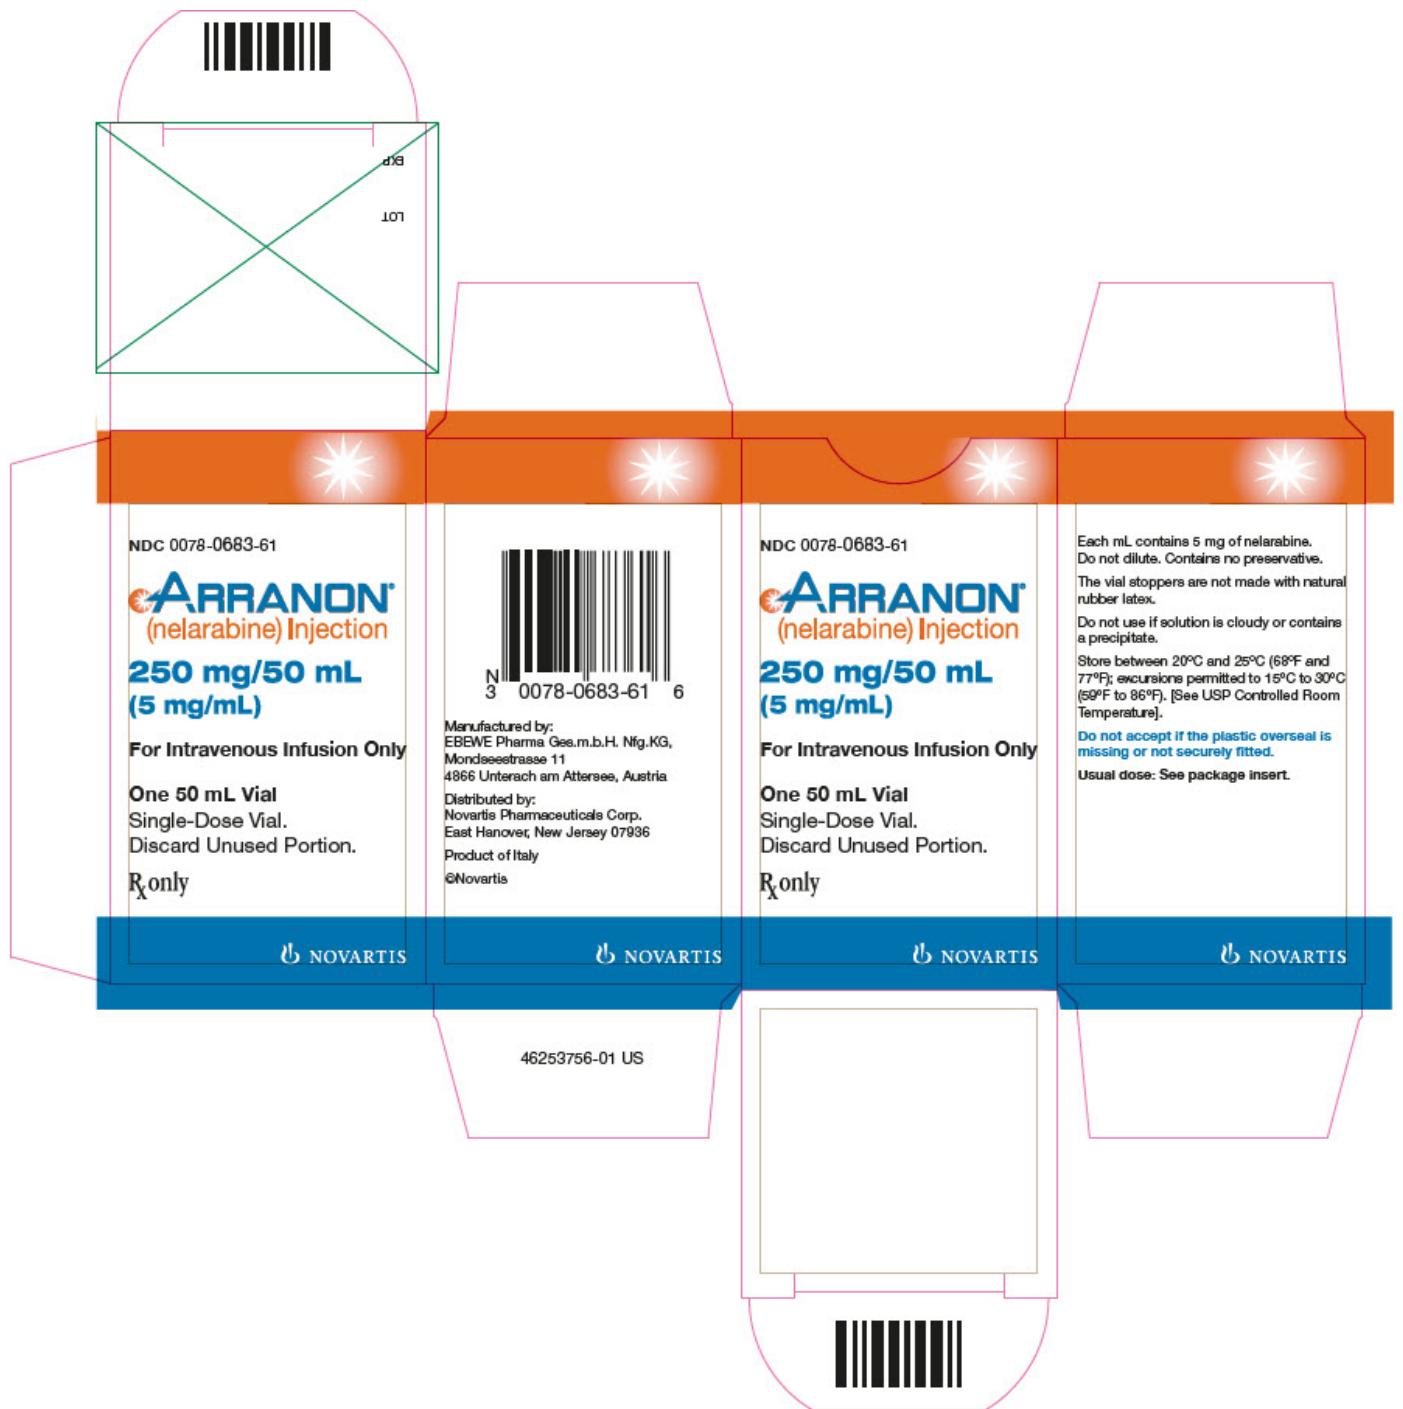 EXP
LOT
NDC 0078-0683-61
ARRANON®
(nelarabine) Injection
250 mg/50 mL
(5 mg/mL)
For Intravenous Infusion Only
One 50 mL Vial
Single-Dose Vial.
Discard Unused Portion.
Rx only
NOVARTIS
N
3 0078-0683-61 6
Manufactured by:
EBEWE Pharma Ges.m.b.H. Nfg.KG,
Mondseestrasse 11
4866 Unterach am Attersee, Austria
Distributed by:
Novartis Pharmaceuticals Corp.
East Hanover, New Jersey 07936
Product of Italy
©Novartis
NOVARTIS
46253756-01 US
NDC 0078-0683-61
ARRANON®
(nelarabine) Injection
250 mg/50 mL
(5 mg/mL)
For Intravenous Infusion Only
One 50 mL Vial
Single-Dose Vial.
Discard Unused Portion.
Rx only
NOVARTIS
Each mL contains 5 mg of nelarabine.
Do not dilute. Contains no preservative.
The vial stoppers are not made with natural
rubber latex.
Do not use if solution is cloudy or contains
a precipitate.
Store between 20ºC and 25ºC (68ºF and
77ºF); excursions permitted to 15ºC to 30ºC
(59ºF to 86ºF). [See USP Controlled Room
Temperature].
Do not accept if the plastic overseal is
missing or not securely fitted.
Usual dose: See package insert.
NOVARTIS